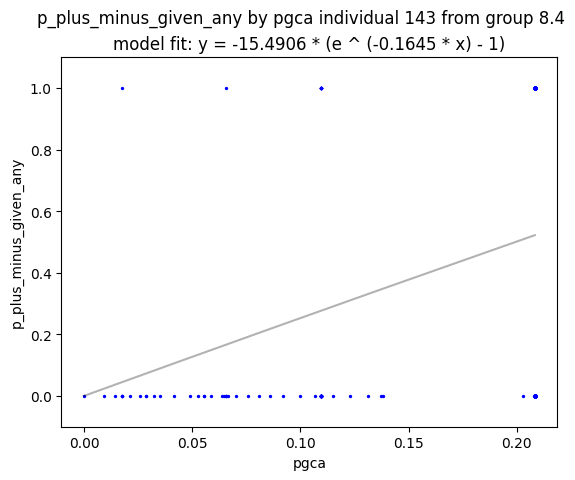 p_plus_minus_given_any by pgca individual 143 from group 8.4
model fit: y = -15.4906 * (e ^ (-0.1645 * x) - 1)
1.0
0.8
0.6
0.4
0.2
0.0
p_plus_minus_given_any
0.00
0.05
0.10
0.15
0.20
pgca